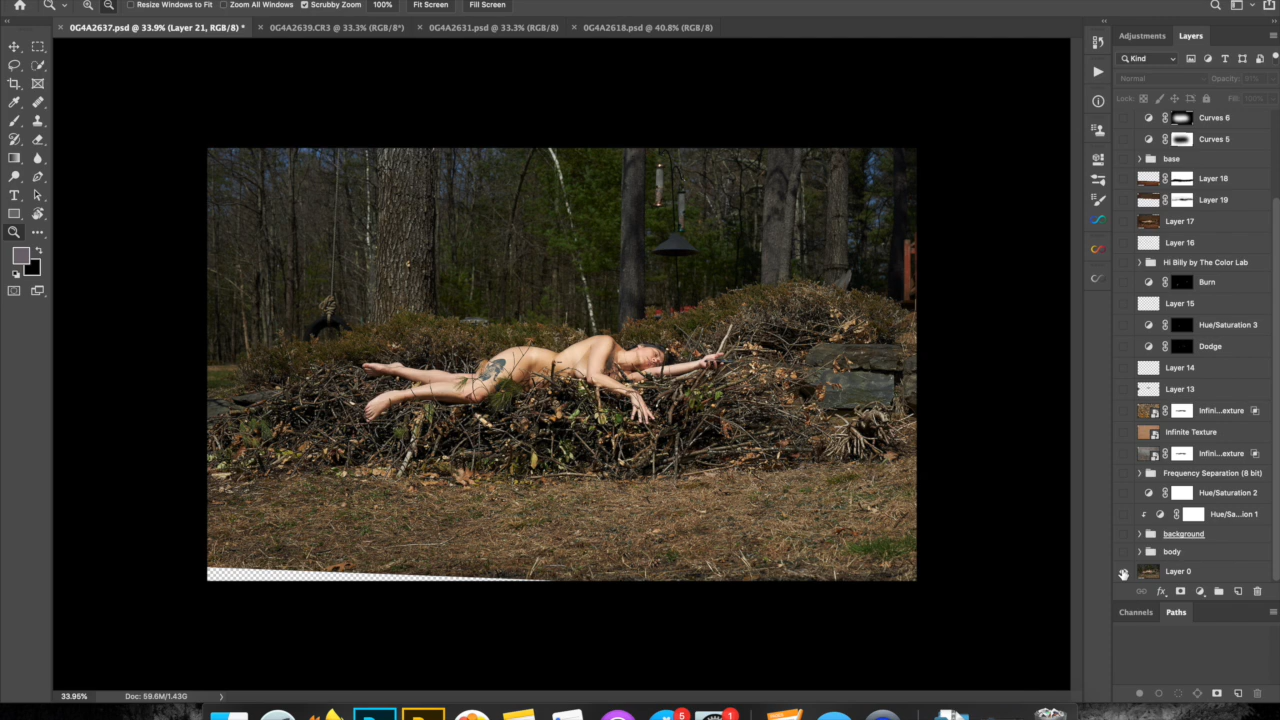 Resize Windows to Fit Zoom All Windows Scrubby Zoom 100% Fit Screen Fill Screen
0G4A2637.psd @ 33.9% (Layer 21, RGB/8) * 0G4A2639.CR3 @ 33.3% (RGB/8*) 0G4A2631.psd @ 33.3% (RGB/8) 0G4A2618.psd @ 40.8% (RGB/8)
Adjustments Layers
Kind
Normal Opacity: 91%
Lock: Fill: 100%
Curves 6
Curves 5
base
Layer 18
Layer 19
Layer 17
Layer 16
Hi Billy by The Color Lab
Burn
Layer 15
Hue/Saturation 3
Dodge
Layer 14
Layer 13
Infini...exture
Infinite Texture
Infini...exture
Frequency Separation (8 bit)
Hue/Saturation 2
Hue/Sa...ion 1
background
body
Layer 0
fx
Channels Paths
33.95% Doc: 59.6M/1.43G
6 1